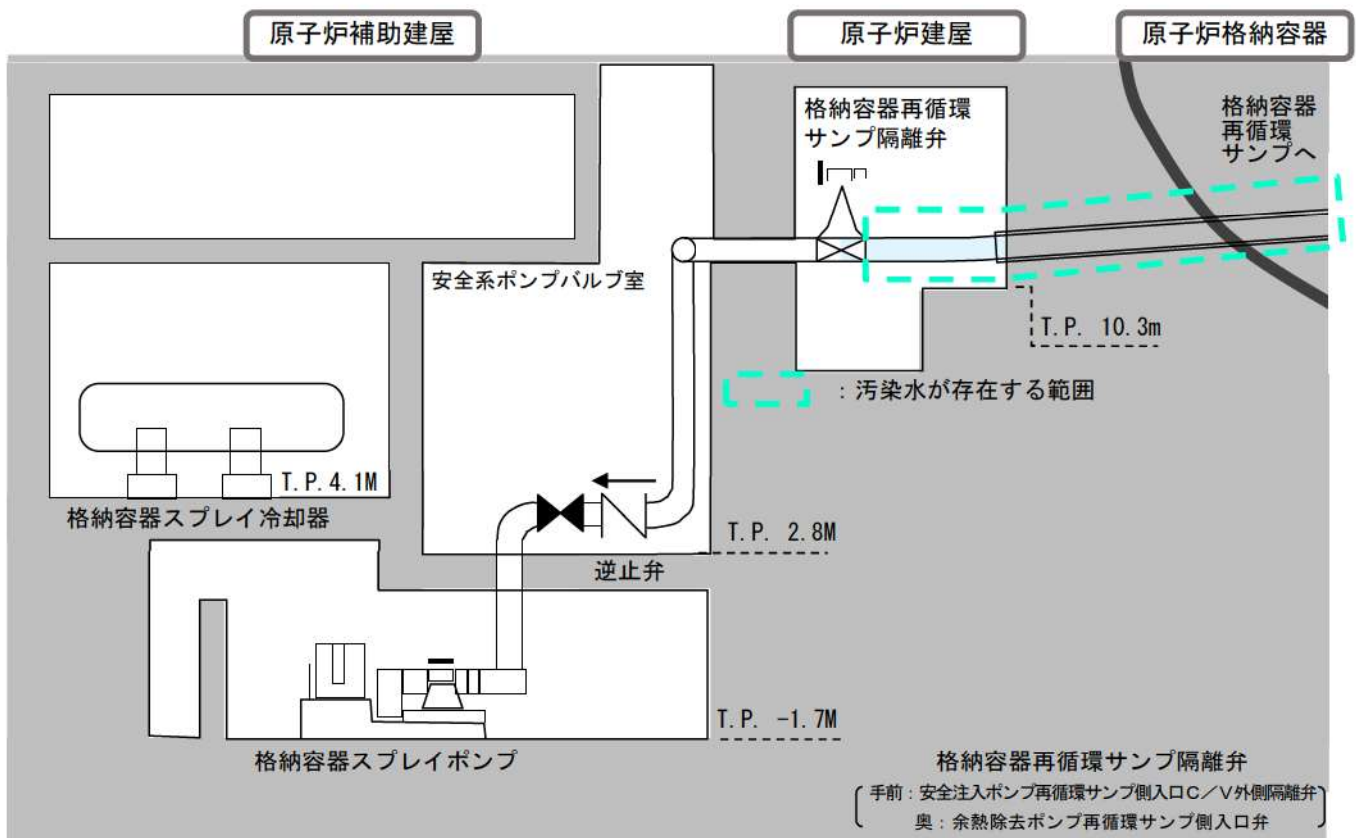 原子炉補助建屋
原子炉建屋
原子炉格納容器
格納容器再循環
サンプ隔離弁
格納容器
再循環
サンプへ
安全系ポンプバルブ室
T.P. 10.3m
：汚染水が存在する範囲
T.P.4.1M
格納容器スプレイ冷却器
T.P. 2.8M
逆止弁
T.P. -1.7M
格納容器スプレイポンプ
格納容器再循環サンプ隔離弁
手前：安全注入ポンプ再循環サンプ側入口C／V外側隔離弁
奥：余熱除去ポンプ再循環サンプ側入口弁